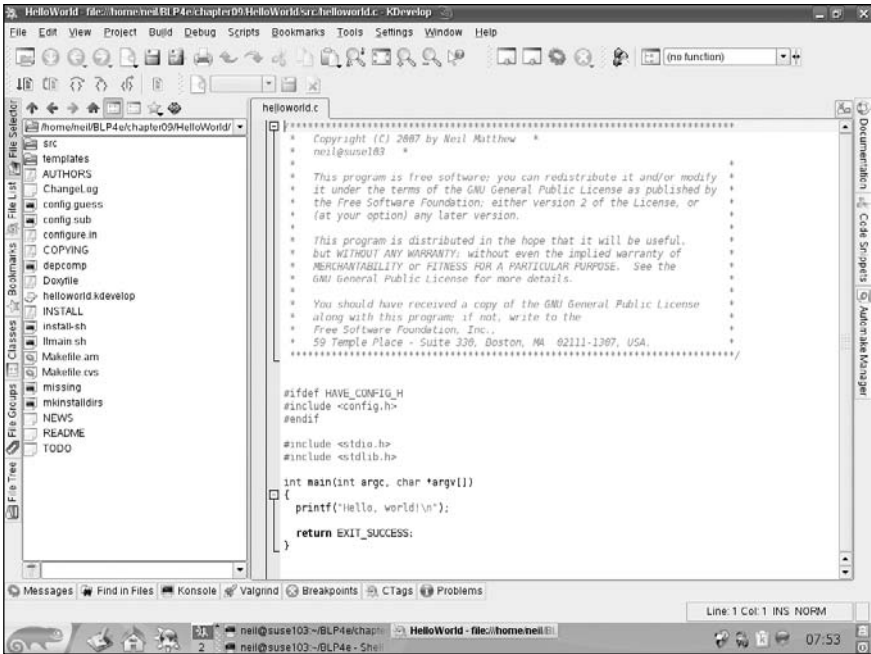 HelloWorld - file:///home/neil/BLP4e/chapter09/HelloWorld/src/helloworld.c - KDevelop
File Edit View Project Build Debug Scripts Bookmarks Tools Settings Window Help
(no function)
/home/neil/BLP4e/chapter09/HelloWorld/
src
templates
AUTHORS
ChangeLog
config.guess
config.sub
configure.in
COPYING
depcomp
Doxyfile
helloworld.kdevelop
INSTALL
install-sh
ltmain.sh
Makefile.am
Makefile.cvs
missing
mkinstalldirs
NEWS
README
TODO
File Selector
File List
Bookmarks
Classes
File Groups
File Tree
helloworld.c
/***************************************************************************
 *   Copyright (C) 2007 by Neil Matthew   *
 *   neil@suse103   *
 *                                                                         *
 *   This program is free software; you can redistribute it and/or modify  *
 *   it under the terms of the GNU General Public License as published by  *
 *   the Free Software Foundation; either version 2 of the License, or     *
 *   (at your option) any later version.                                   *
 *                                                                         *
 *   This program is distributed in the hope that it will be useful,       *
 *   but WITHOUT ANY WARRANTY; without even the implied warranty of        *
 *   MERCHANTABILITY or FITNESS FOR A PARTICULAR PURPOSE.  See the         *
 *   GNU General Public License for more details.                          *
 *                                                                         *
 *   You should have received a copy of the GNU General Public License     *
 *   along with this program; if not, write to the                         *
 *   Free Software Foundation, Inc.,                                       *
 *   59 Temple Place - Suite 330, Boston, MA  02111-1307, USA.             *
 ***************************************************************************/
#ifdef HAVE_CONFIG_H
#include <config.h>
#endif
#include <stdio.h>
#include <stdlib.h>
int main(int argc, char *argv[])
{
  printf("Hello, world!\n");
  return EXIT_SUCCESS;
}
Documentation
Code Snippets
Automake Manager
Messages Find in Files Konsole Valgrind Breakpoints CTags Problems
Line: 1 Col: 1 INS NORM
2
neil@suse103:~/BLP4e/chapte
neil@suse103:~/BLP4e - Shell
HelloWorld - file:///home/neil/BL
07:53